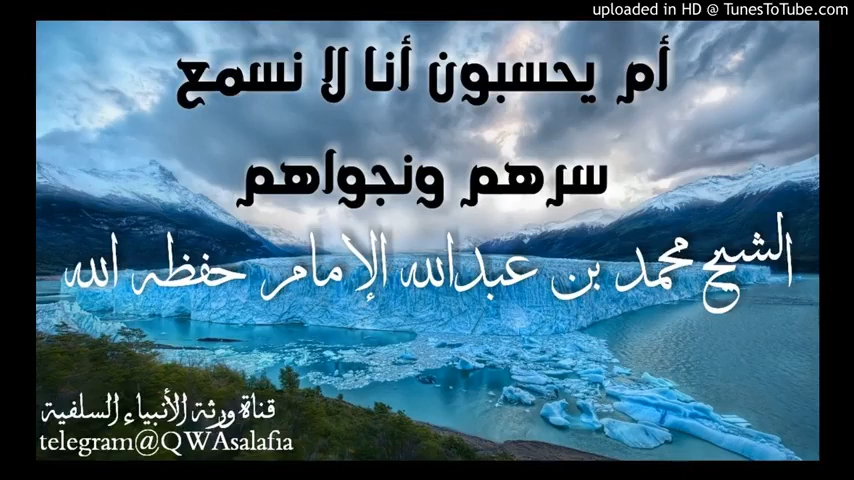 uploaded in HD @ TunesToTube.com
أم يحسبون أنا لا نسمع
سرهم ونجواهم
الشيخ محمد بن عبدالله الإمام حفظه الله
قناة ورثة الأنبياء السلفية
telegram@QWAsalafia